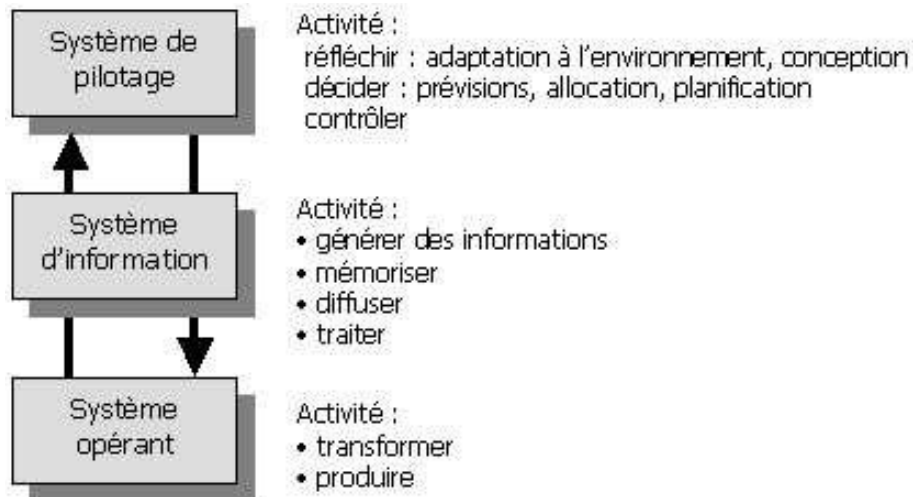 Système de
pilotage
Activité :
réfléchir : adaptation à l'environnement, conception
décider : prévisions, allocation, planification
contrôler
Système
d'information
Activité :
• générer des informations
• mémoriser
• diffuser
• traiter
Système
opérant
Activité :
• transformer
• produire